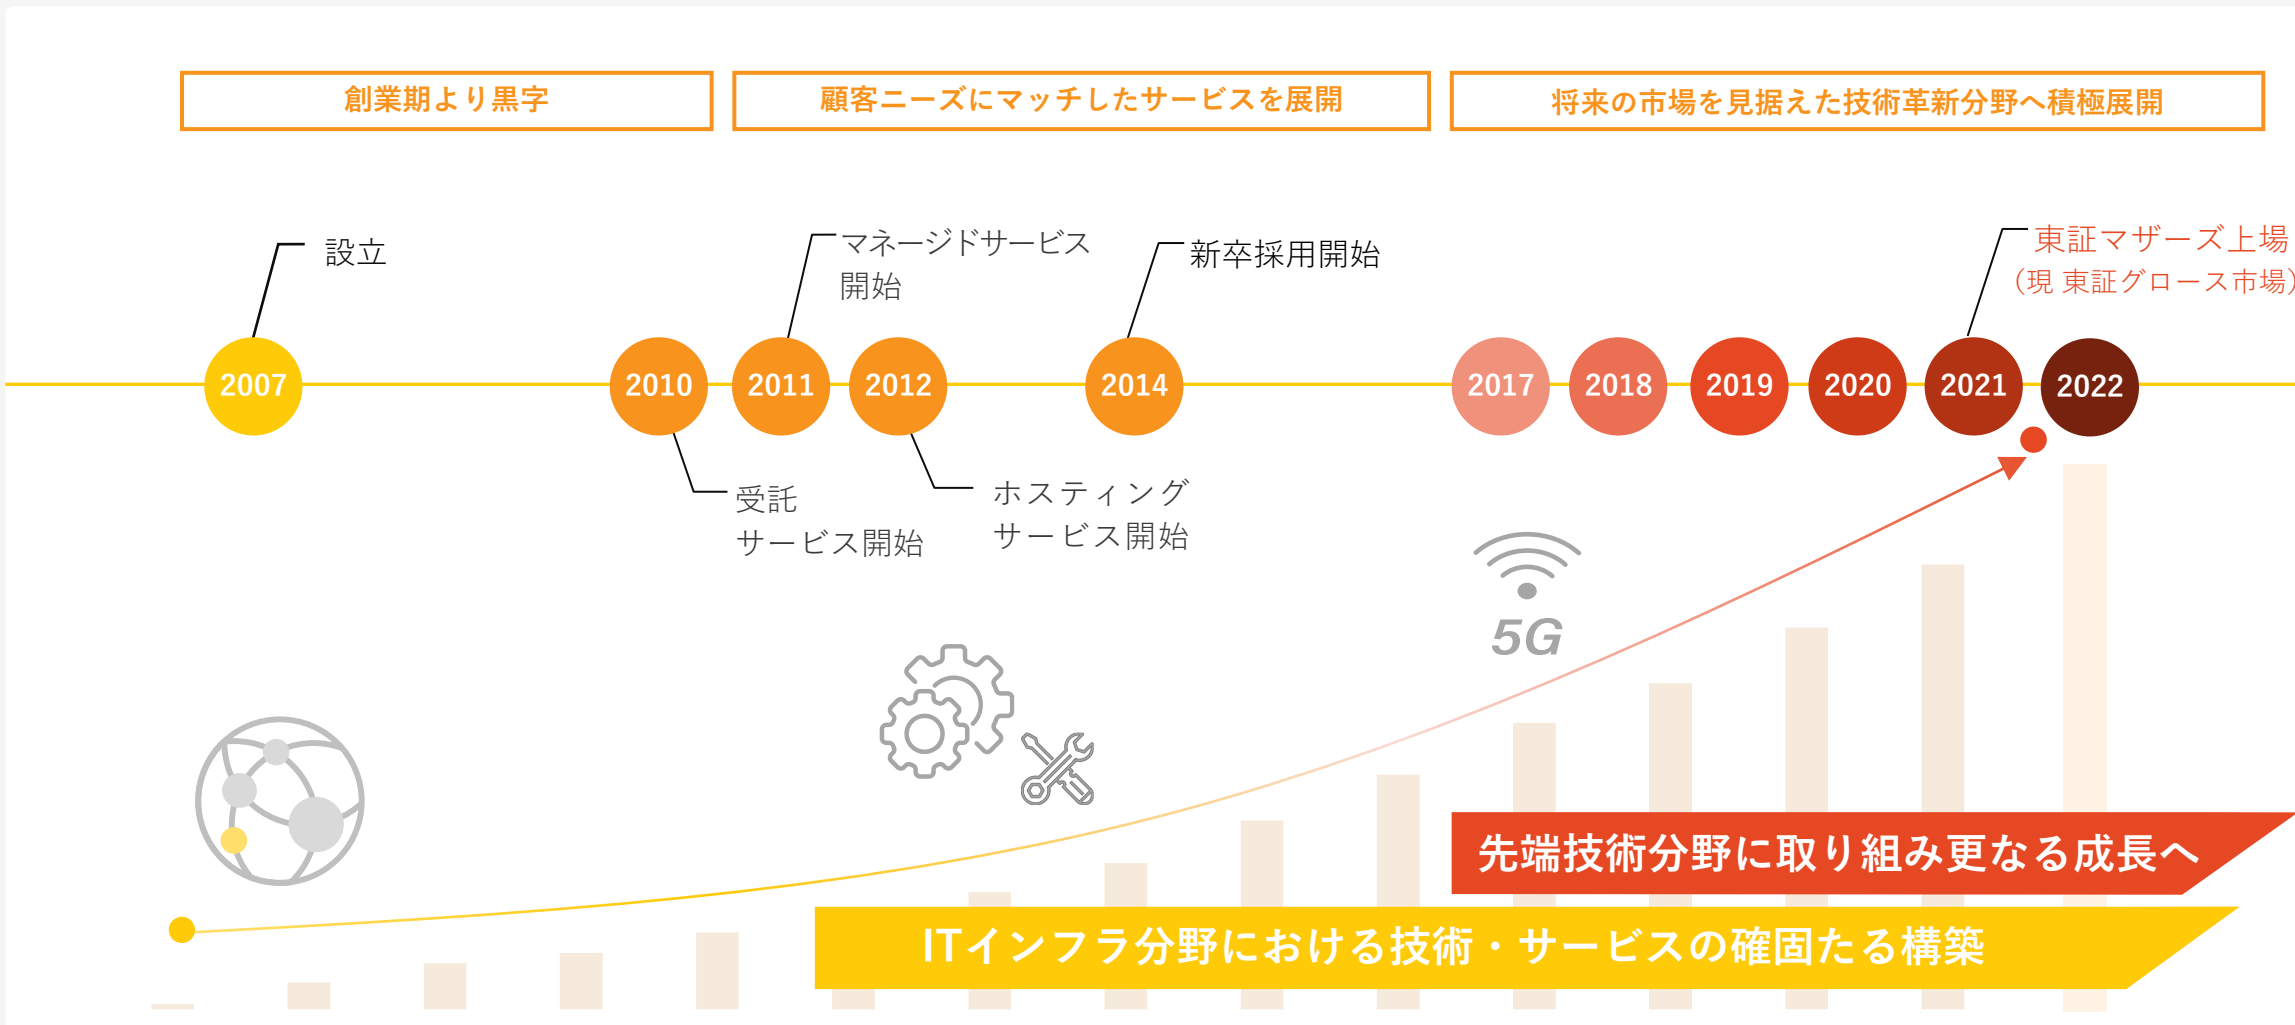 創業期より黒字
顧客ニーズにマッチしたサービスを展開
将来の市場を見据えた技術革新分野へ積極展開
設立
マネージドサービス
開始
新卒採用開始
東証マザーズ上場
（現 東証グロース市場）
2007
2010
2011
2012
2014
2017
2018
2019
2020
2021
2022
受託
サービス開始
ホスティング
サービス開始
5G
先端技術分野に取り組み更なる成長へ
ITインフラ分野における技術・サービスの確固たる構築